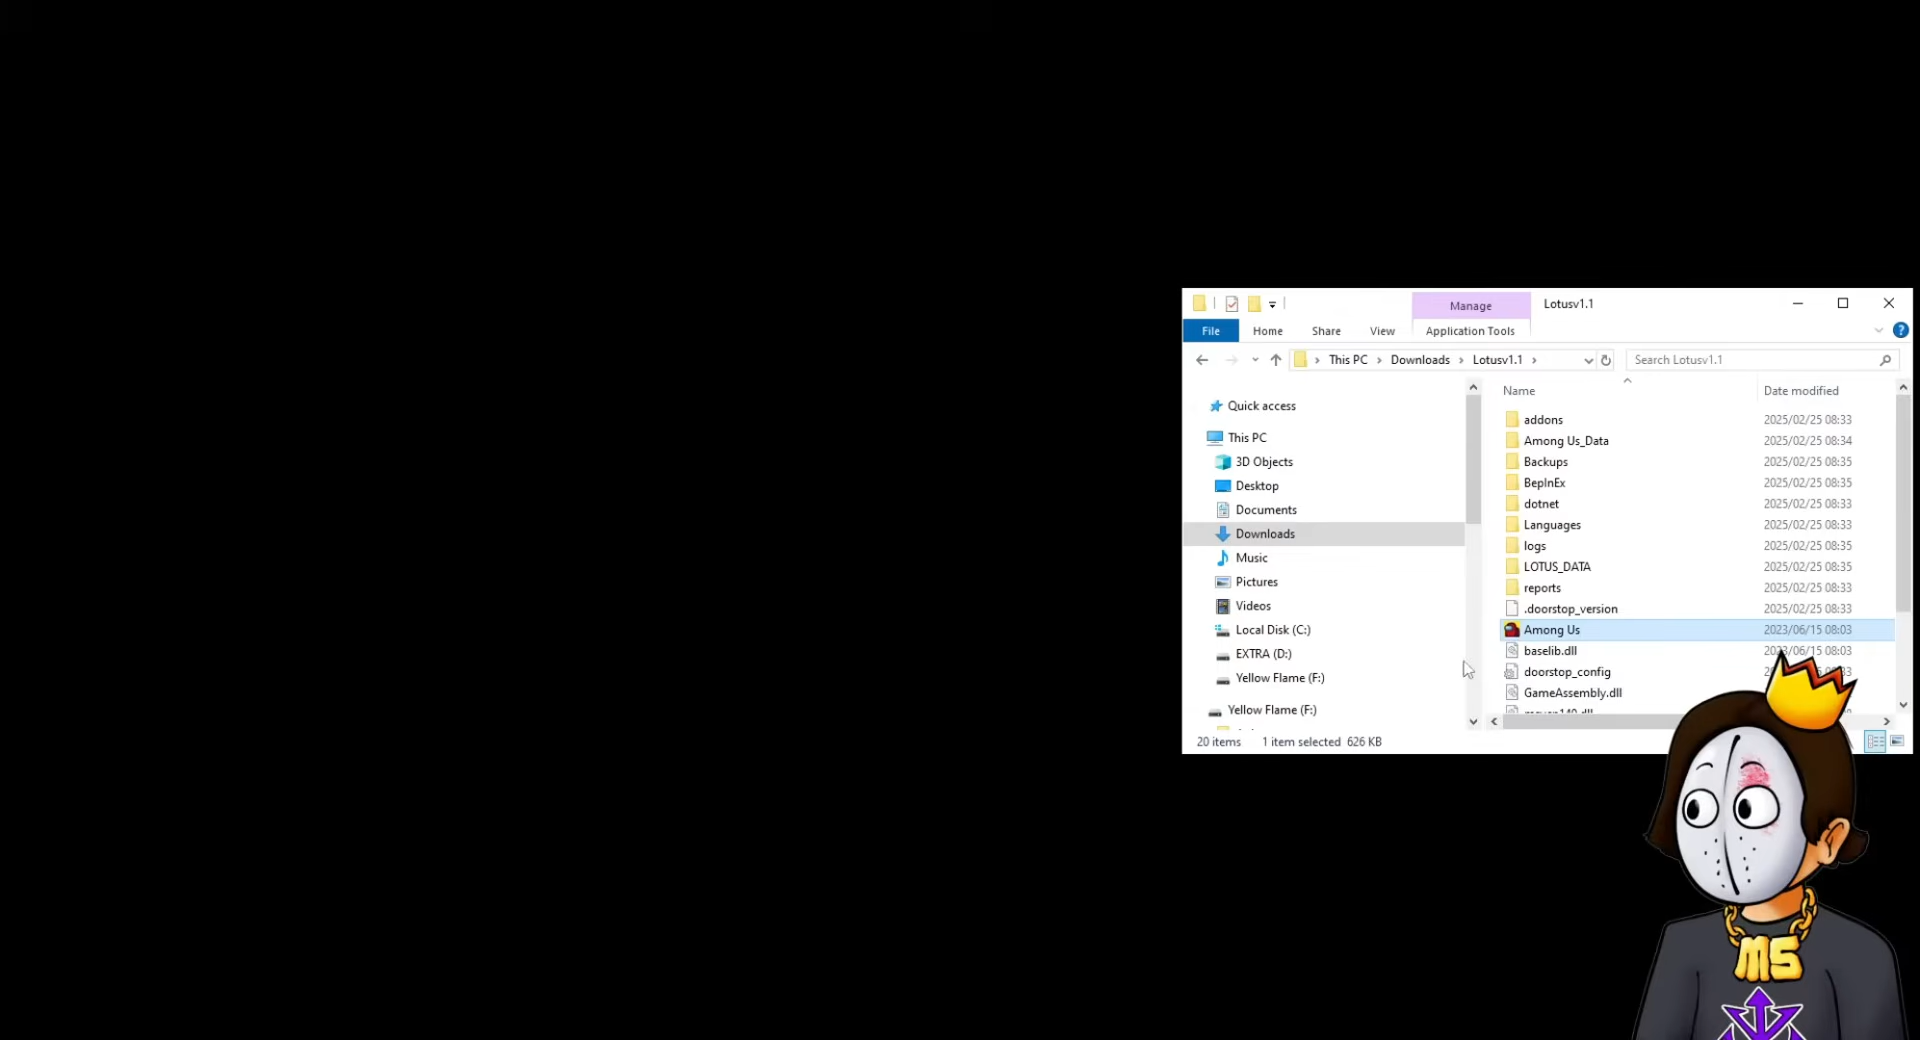 Manage
Lotusv1.1
File
Home
Share
View
Application Tools
This PC
Downloads
Lotusv1.1
Search Lotusv1.1
Name
Date modified
Quick access
This PC
3D Objects
Desktop
Documents
Downloads
Music
Pictures
Videos
Local Disk (C:)
EXTRA (D:)
Yellow Flame (F:)
Yellow Flame (F:)
addons 2025/02/25 08:33
Among Us_Data 2025/02/25 08:34
Backups 2025/02/25 08:35
BepInEx 2025/02/25 08:35
dotnet 2025/02/25 08:33
Languages 2025/02/25 08:33
logs 2025/02/25 08:35
LOTUS_DATA 2025/02/25 08:35
reports 2025/02/25 08:33
.doorstop_version 2025/02/25 08:33
Among Us 2023/06/15 08:03
baselib.dll 2023/06/15 08:03
doorstop_config
GameAssembly.dll
20 items 1 item selected 626 KB
MS